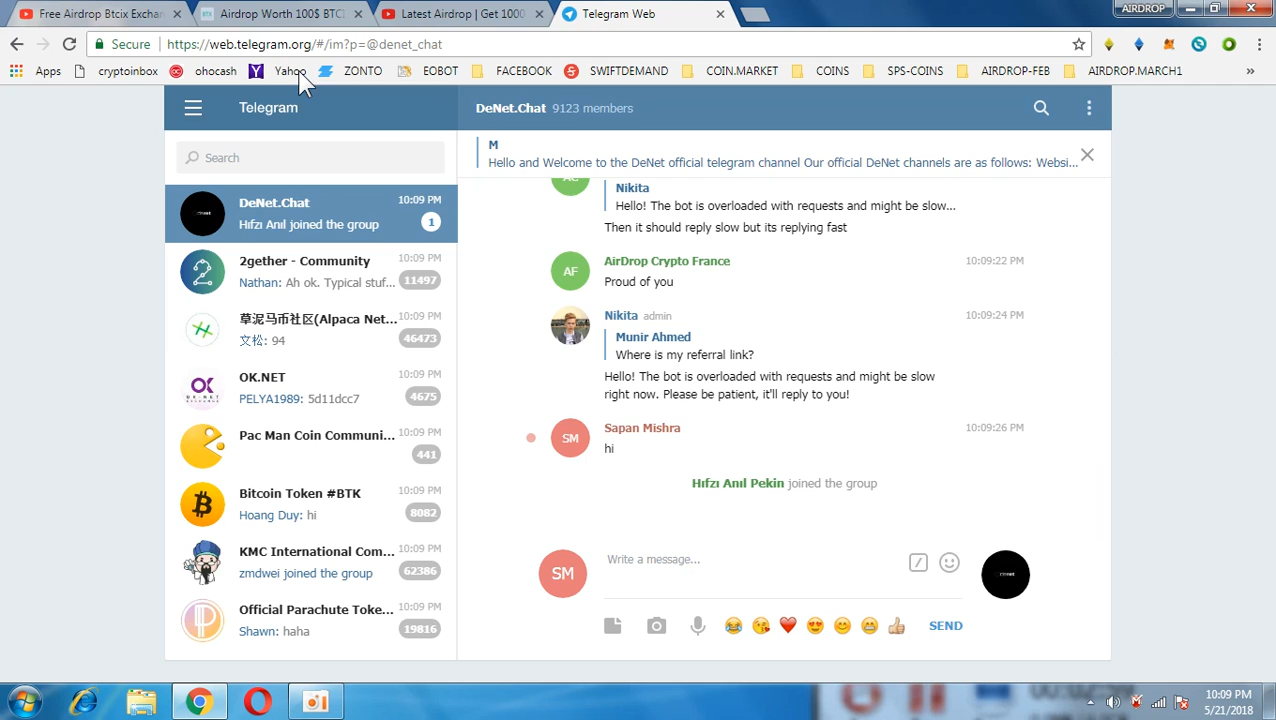 Free Airdrop Btcix Exchan
Airdrop Worth 100$ BTCI
Latest Airdrop | Get 1000
Telegram Web
AIRDROP
Secure
https://web.telegram.org/#/im?p=@denet_chat
Apps
cryptoinbox
ohocash
Yahoo
ZONTO
EOBOT
FACEBOOK
SWIFTDEMAND
COIN.MARKET
COINS
SPS-COINS
AIRDROP-FEB
AIRDROP.MARCH1
»
Telegram
DeNet.Chat 9123 members
Search
M
Hello and Welcome to the DeNet official telegram channel Our official DeNet channels are as follows: Websi...
DeNet.Chat 10:09 PM
Hıfzı Anıl joined the group 1
2gether - Community 10:09 PM
Nathan: Ah ok. Typical stuf... 11497
草泥马币社区(Alpaca Net... 10:09 PM
文松: 94 46473
OK.NET 10:09 PM
PELYA1989: 5d11dcc7 4675
Pac Man Coin Communi... 10:09 PM
441
Bitcoin Token #BTK 10:09 PM
Hoang Duy: hi 8082
KMC International Com... 10:09 PM
zmdwei joined the group 62386
Official Parachute Toke... 10:09 PM
Shawn: haha 19816
Nikita
Hello! The bot is overloaded with requests and might be slow...
Then it should reply slow but its replying fast
AF
AirDrop Crypto France 10:09:22 PM
Proud of you
Nikita admin 10:09:24 PM
Munir Ahmed
Where is my referral link?
Hello! The bot is overloaded with requests and might be slow
right now. Please be patient, it'll reply to you!
SM
Sapan Mishra 10:09:26 PM
hi
Hıfzı Anıl Pekin joined the group
SM
Write a message...
SEND
10:09 PM
5/21/2018